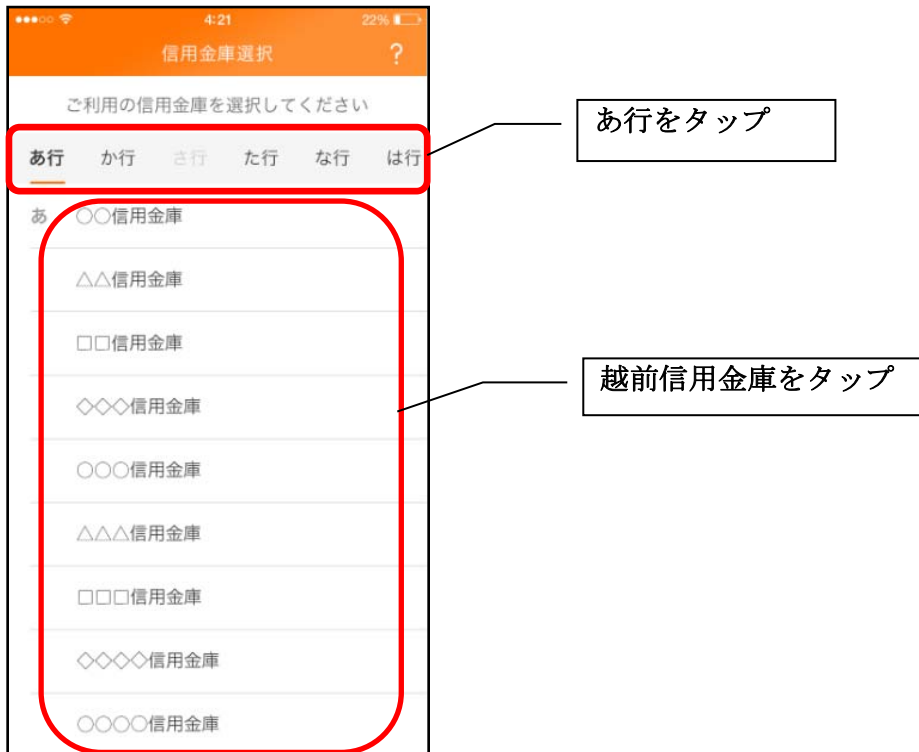 4:21
22%
信用金庫選択
?
ご利用の信用金庫を選択してください
あ行 か行 さ行 た行 な行 は行
あ ○○信用金庫
△△信用金庫
□□信用金庫
◇◇◇信用金庫
○○○信用金庫
△△△信用金庫
□□□信用金庫
◇◇◇◇信用金庫
○○○○信用金庫
あ行をタップ
越前信用金庫をタップ